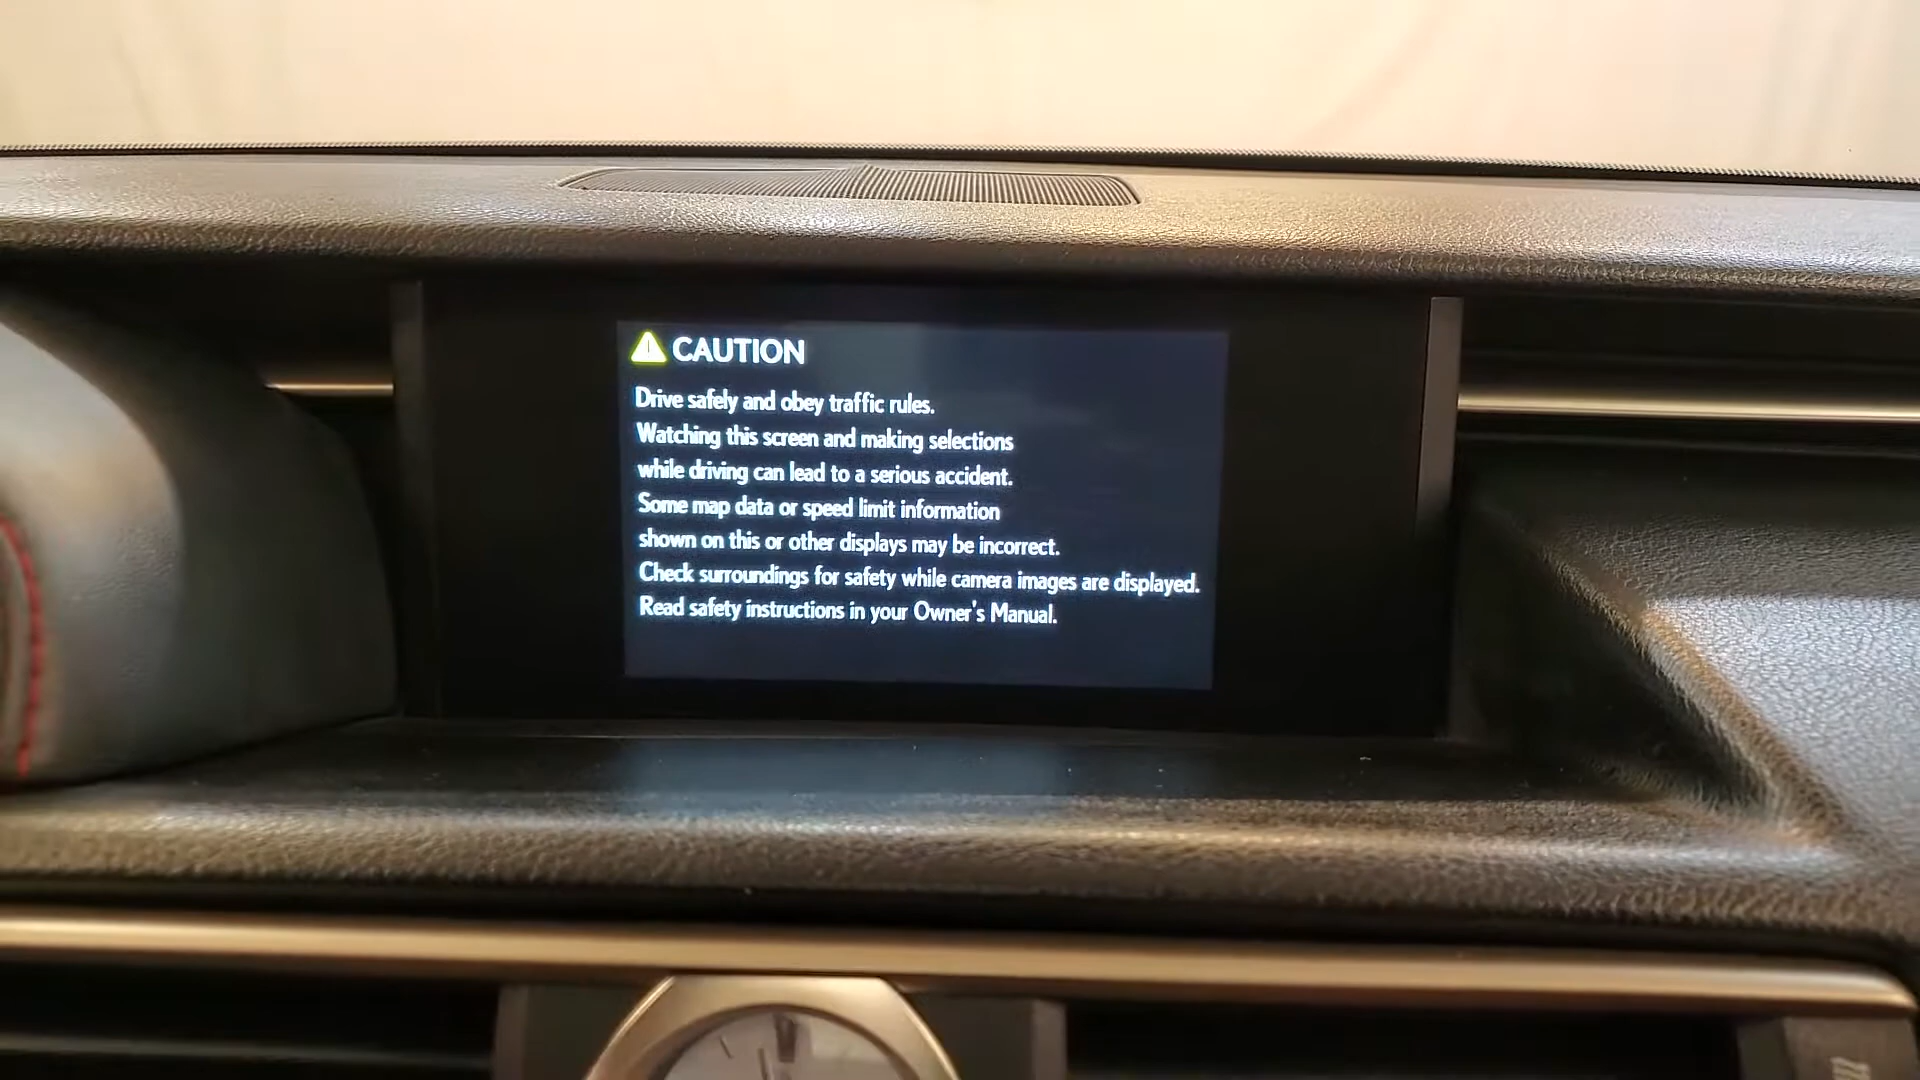 CAUTION
Drive safely and obey traffic rules.
Watching this screen and making selections
while driving can lead to a serious accident.
Some map data or speed limit information
shown on this or other displays may be incorrect.
Check surroundings for safety while camera images are displayed.
Read safety instructions in your Owner's Manual.